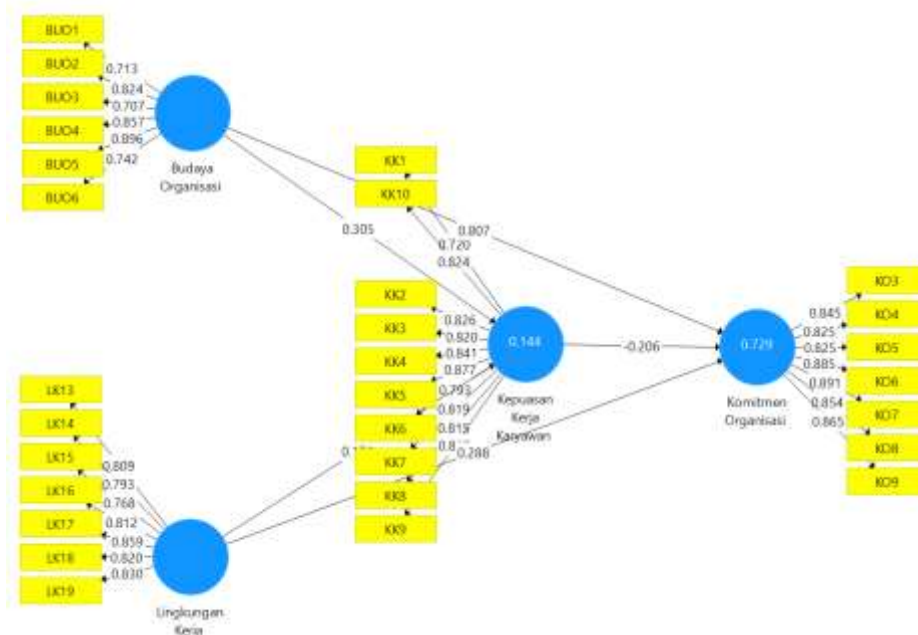 BUO1
BUO2
BUO3
BUO4
BUO5
BUO6
0.713
0.824
0.707
0.857
0.896
0.742
Budaya
Organisasi
0.305
0.807
KK1
KK10
0.720
0.824
KK2
KK3
KK4
KK5
KK6
KK7
KK8
KK9
0.826
0.820
0.841
0.877
0.793
0.819
0.144
Kepuasan
Kerja
Karyawan
-0.206
0.288
0.729
Komitmen
Organisasi
KO3
KO4
KO5
KO6
KO7
KO8
KO9
0.845
0.825
0.825
0.885
0.891
0.854
0.865
LK13
LK14
LK15
LK16
LK17
LK18
LK19
0.809
0.793
0.768
0.812
0.859
0.820
0.830
Lingkungan
Kerja